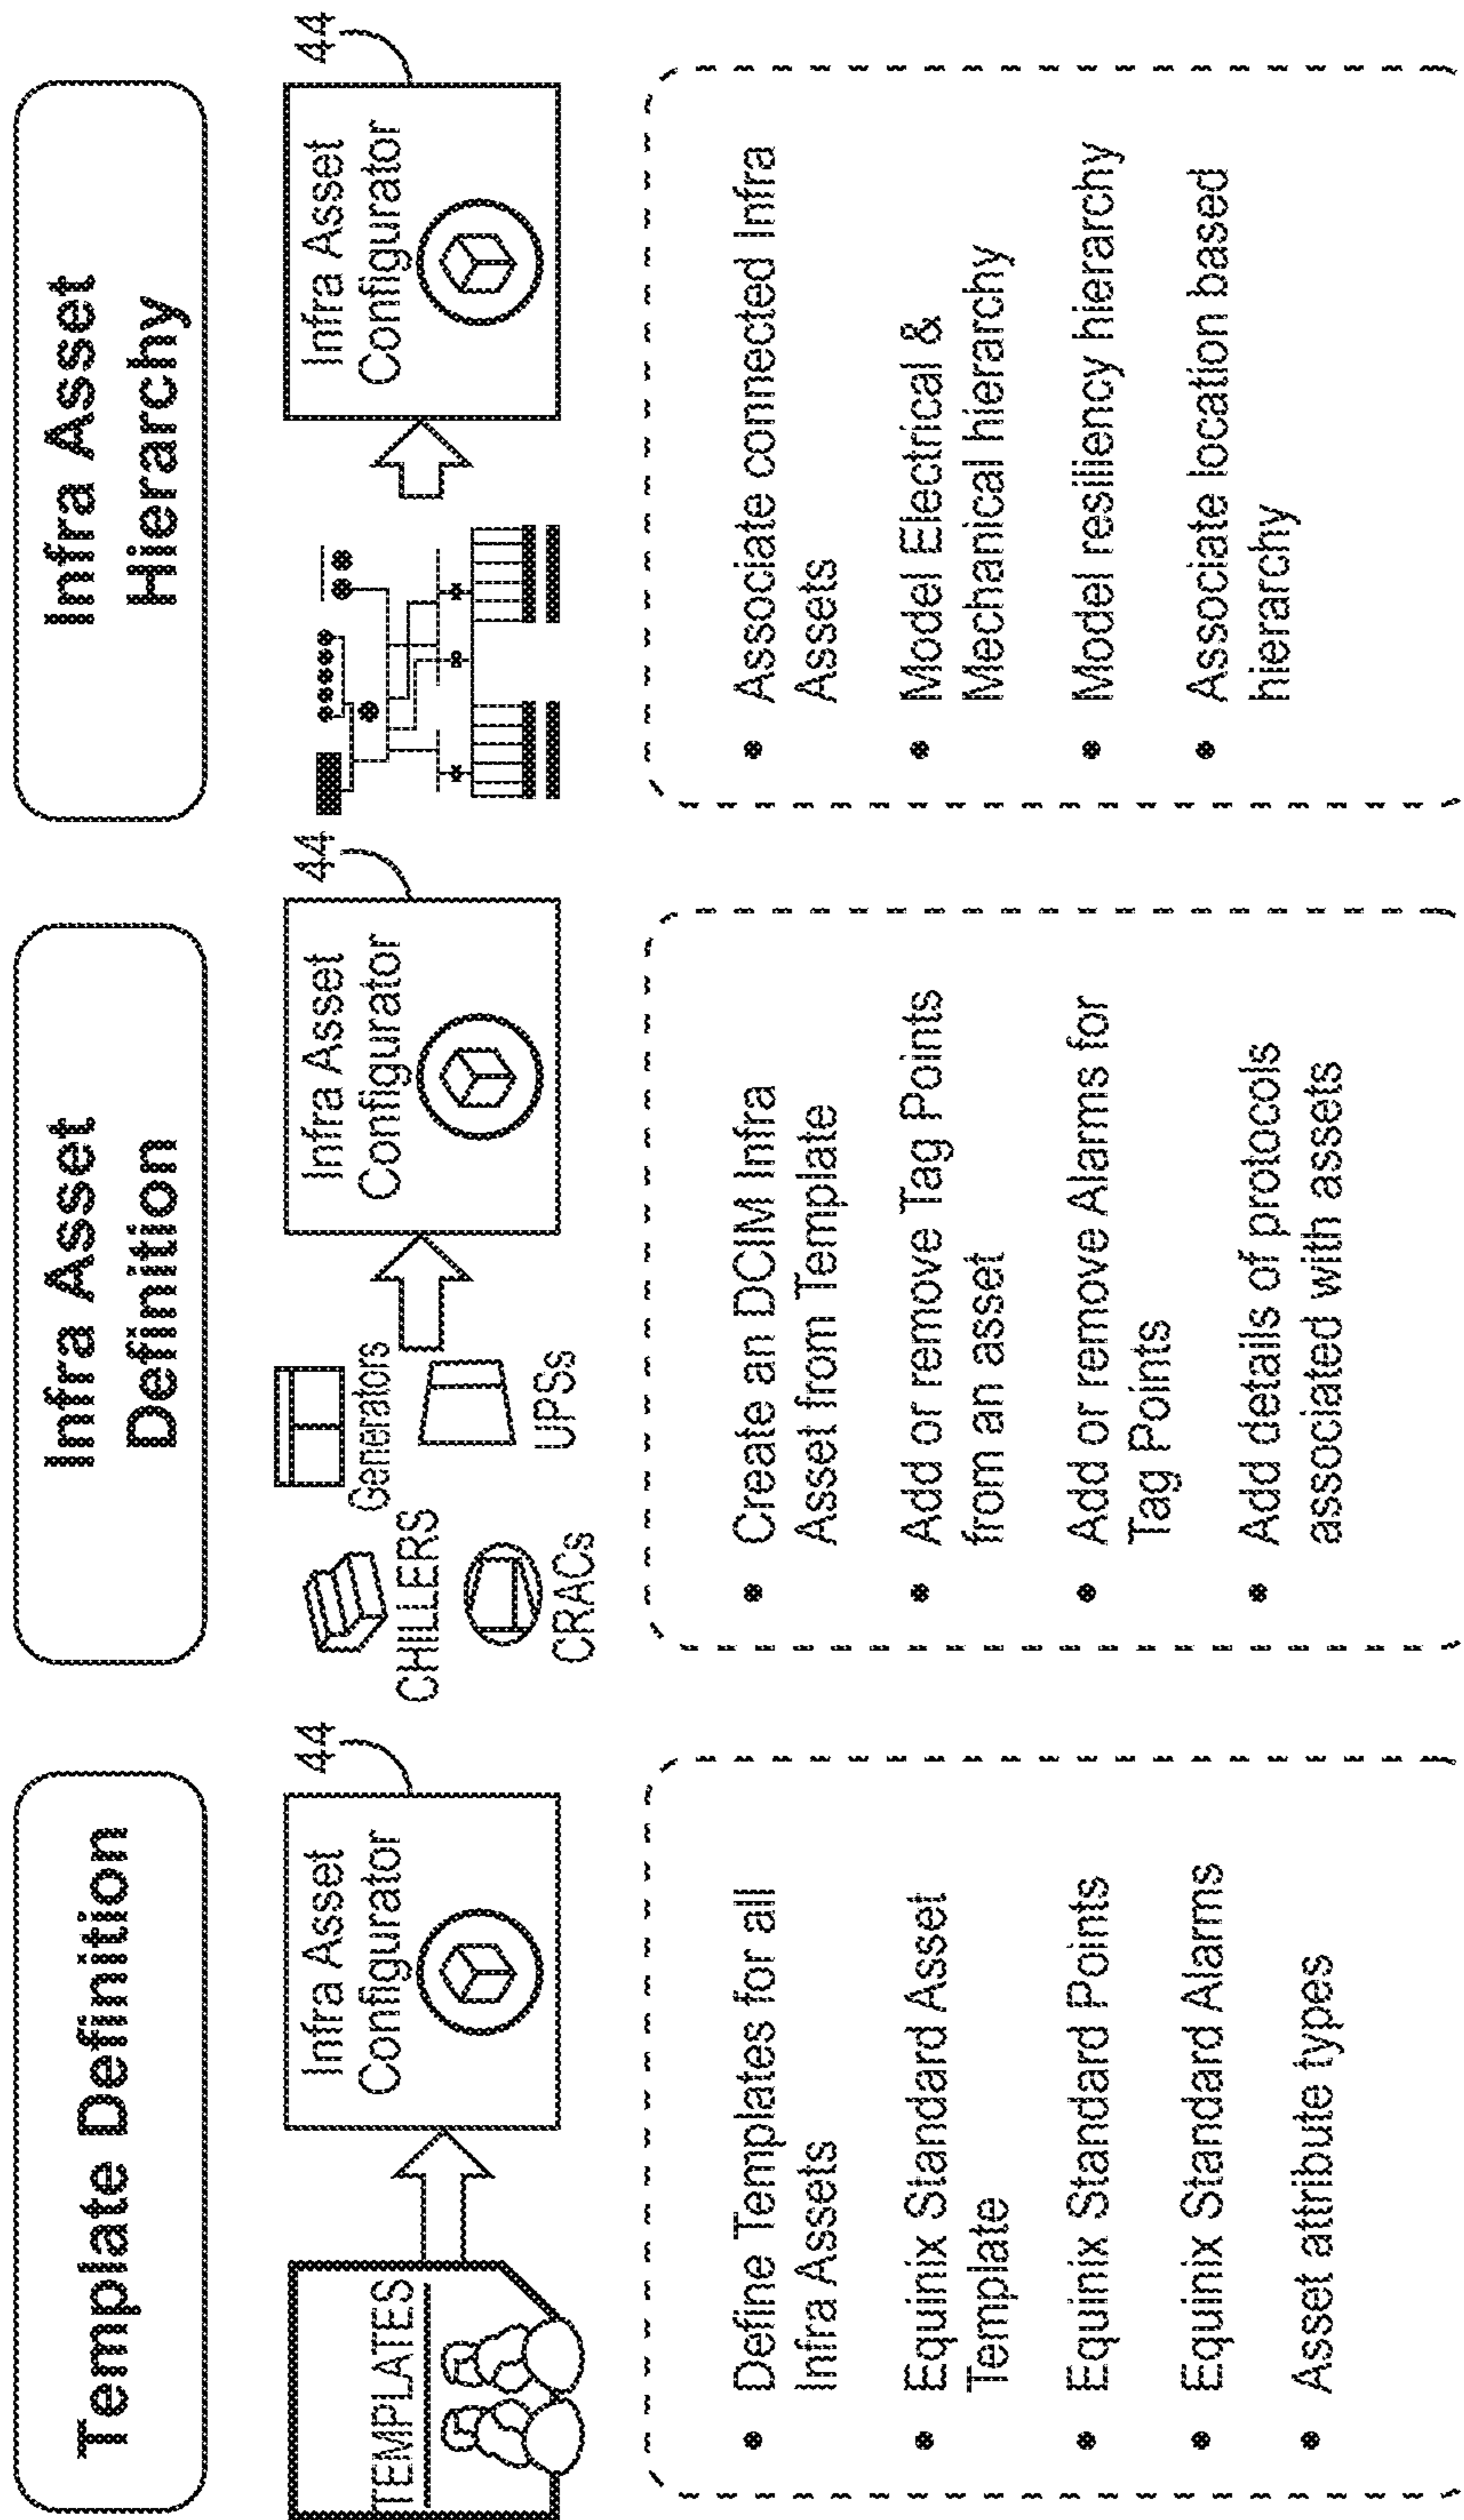 Template Definition
TEMPLATES
Infra Asset
Configurator
44
• Define Templates for all
Infra Assets
• Equinix Standard Asset
Template
• Equinix Standard Points
• Equinix Standard Alarms
• Asset attribute types
Infra Asset
Definition
CHILLERS
Generators
CRACs
UPSs
Infra Asset
Configurator
44
• Create an DCIM Infra
Asset from Template
• Add or remove Tag Points
from an asset
• Add or remove Alarms for
Tag Points
• Add details of protocols
associated with assets
Infra Asset
Hierarchy
Infra Asset
Configurator
44
• Associate connected Infra
Assets
• Model Electrical &
Mechanical hierarchy
• Model resiliency hierarchy
• Associate location based
hierarchy